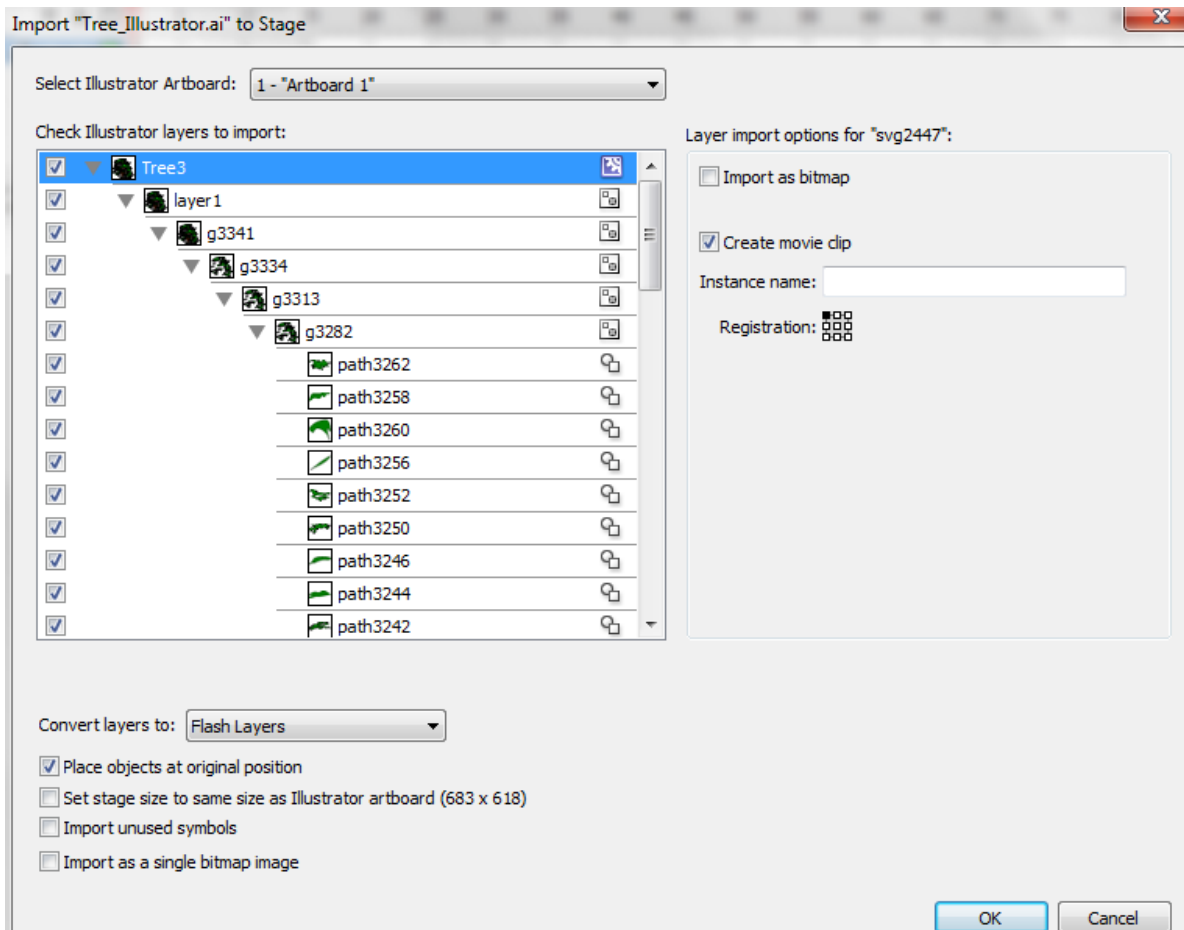 Import "Tree_Illustrator.ai" to Stage
Select Illustrator Artboard: 1 - "Artboard 1"
Check Illustrator layers to import:
Tree3
layer1
g3341
g3334
g3313
g3282
path3262
path3258
path3260
path3256
path3252
path3250
path3246
path3244
path3242
Layer import options for "svg2447":
Import as bitmap
Create movie clip
Instance name:
Registration:
Convert layers to: Flash Layers
Place objects at original position
Set stage size to same size as Illustrator artboard (683 x 618)
Import unused symbols
Import as a single bitmap image
OK Cancel